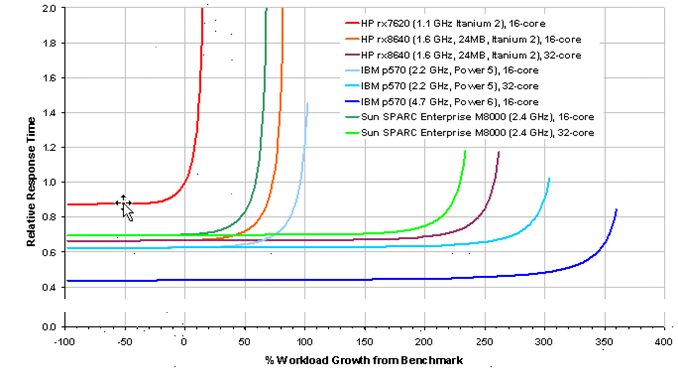 2.0
1.8
1.6
1.4
1.2
1.0
0.8
0.6
0.4
0.0
Relative Response Time
HP rx7620 (1.1 GHz Itanium 2), 16-core
HP rx8640 (1.6 GHz, 24MB, Itanium 2), 16-core
HP rx8640 (1.6 GHz, 24MB, Itanium 2), 32-core
IBM p570 (2.2 GHz, Power 5), 16-core
IBM p570 (2.2 GHz, Power 5), 32-core
IBM p570 (4.7 GHz, Power 6), 16-core
Sun SPARC Enterprise M8000 (2.4 GHz), 16-core
Sun SPARC Enterprise M8000 (2.4 GHz), 32-core
-100 -50 0 50 100 150 200 250 300 350 400
% Workload Growth from Benchmark